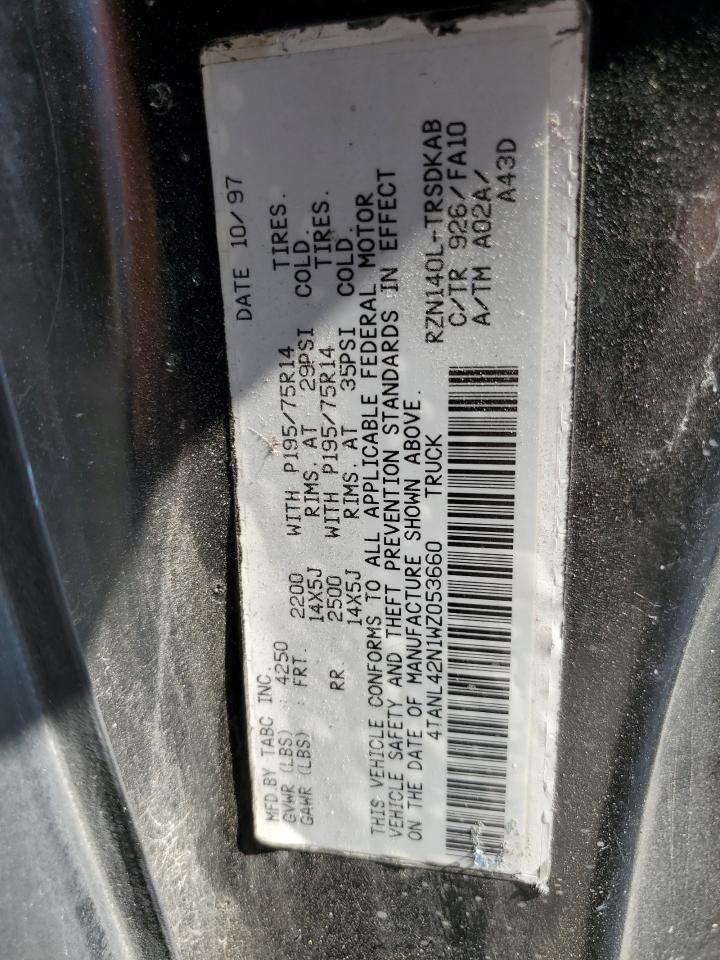 MFD.BY TABC INC. DATE 10/97
GVWR (LBS) : 4250
GAWR (LBS) : FRT. 2200 WITH P195/75R14 TIRES.
14X5J RIMS. AT 29PSI COLD.
RR. 2500 WITH P195/75R14 TIRES.
14X5J RIMS. AT 35PSI COLD.
THIS VEHICLE CONFORMS TO ALL APPLICABLE FEDERAL MOTOR
VEHICLE SAFETY AND THEFT PREVENTION STANDARDS IN EFFECT
ON THE DATE OF MANUFACTURE SHOWN ABOVE.
4TANL42N1WZ053660 TRUCK
RZN140L-TRSDKAB
C/TR 926/FA10
A/TM A02A/
A43D